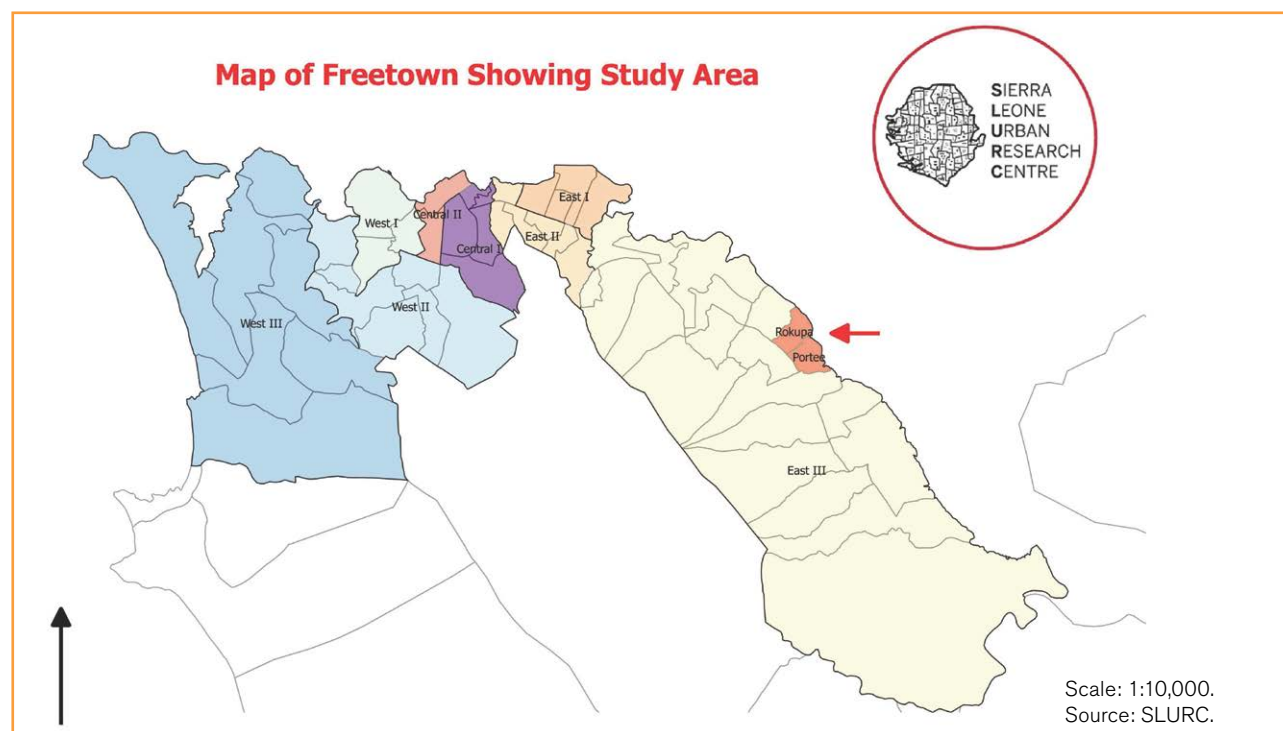 Map of Freetown Showing Study Area
SIERRA
LEONE
URBAN
RESEARCH
CENTRE
West I
Central II
East I
East II
Central I
West II
West III
Rokupa
Portee
East III
Scale: 1:10,000.
Source: SLURC.